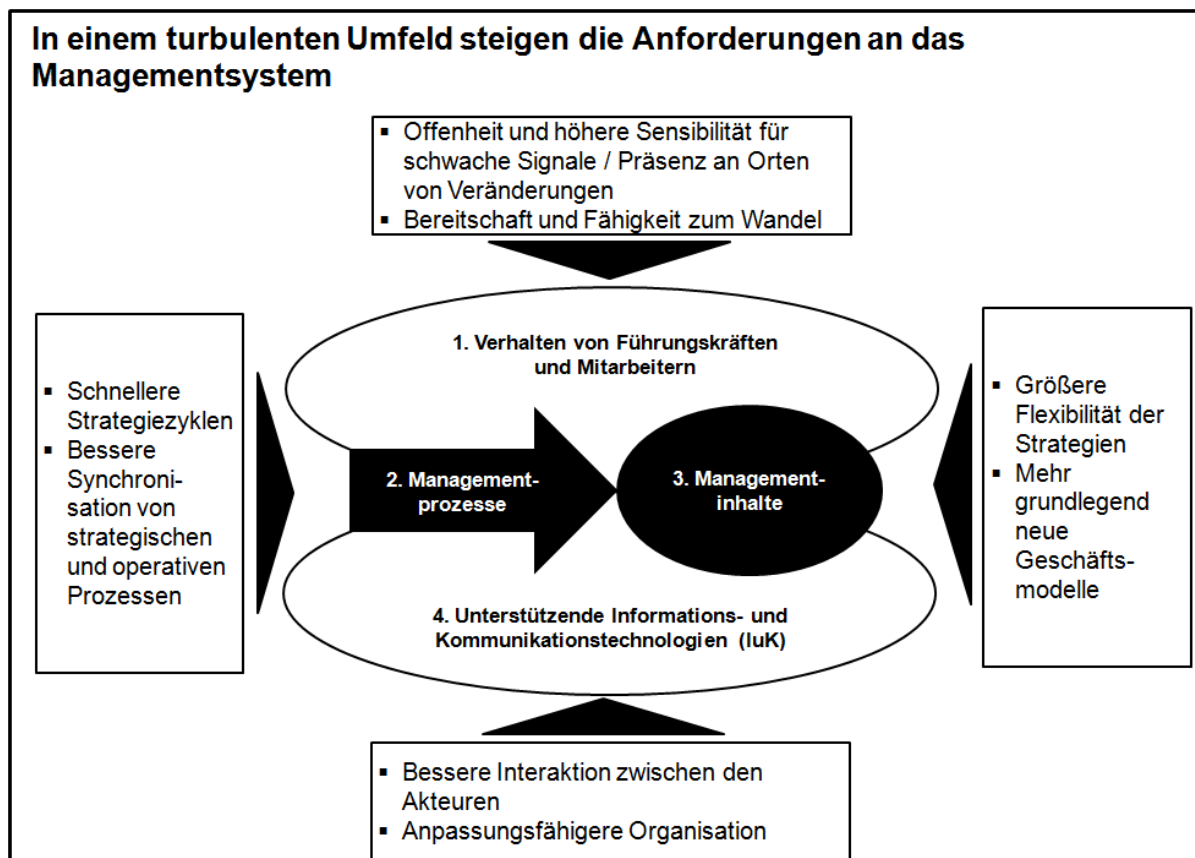 In einem turbulenten Umfeld steigen die Anforderungen an das
Managementsystem
▪ Offenheit und höhere Sensibilität für
schwache Signale / Präsenz an Orten
von Veränderungen
▪ Bereitschaft und Fähigkeit zum Wandel
▪ Schnellere
Strategiezyklen
▪ Bessere
Synchroni-
sation von
strategischen
und operativen
Prozessen
1. Verhalten von Führungskräften
und Mitarbeitern
2. Management-
prozesse
3. Management-
inhalte
4. Unterstützende Informations- und
Kommunikationstechnologien (IuK)
▪ Größere
Flexibilität der
Strategien
▪ Mehr
grundlegend
neue
Geschäfts-
modelle
▪ Bessere Interaktion zwischen den
Akteuren
▪ Anpassungsfähigere Organisation